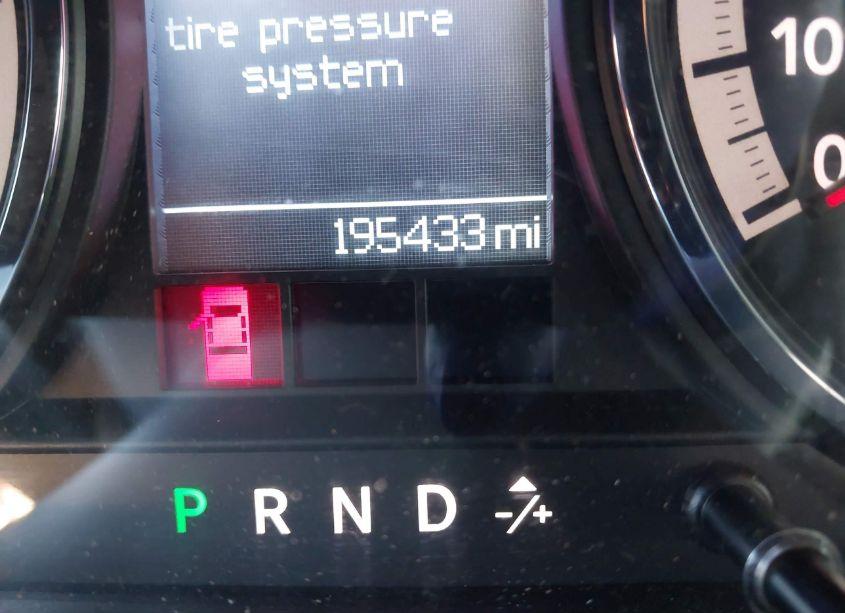 tire pressure
system
10
0
195433 mi
P R N D -/+